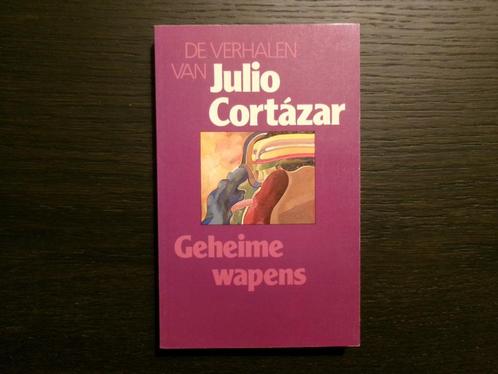 DE VERHALEN
VAN Julio
Cortázar
Geheime
wapens